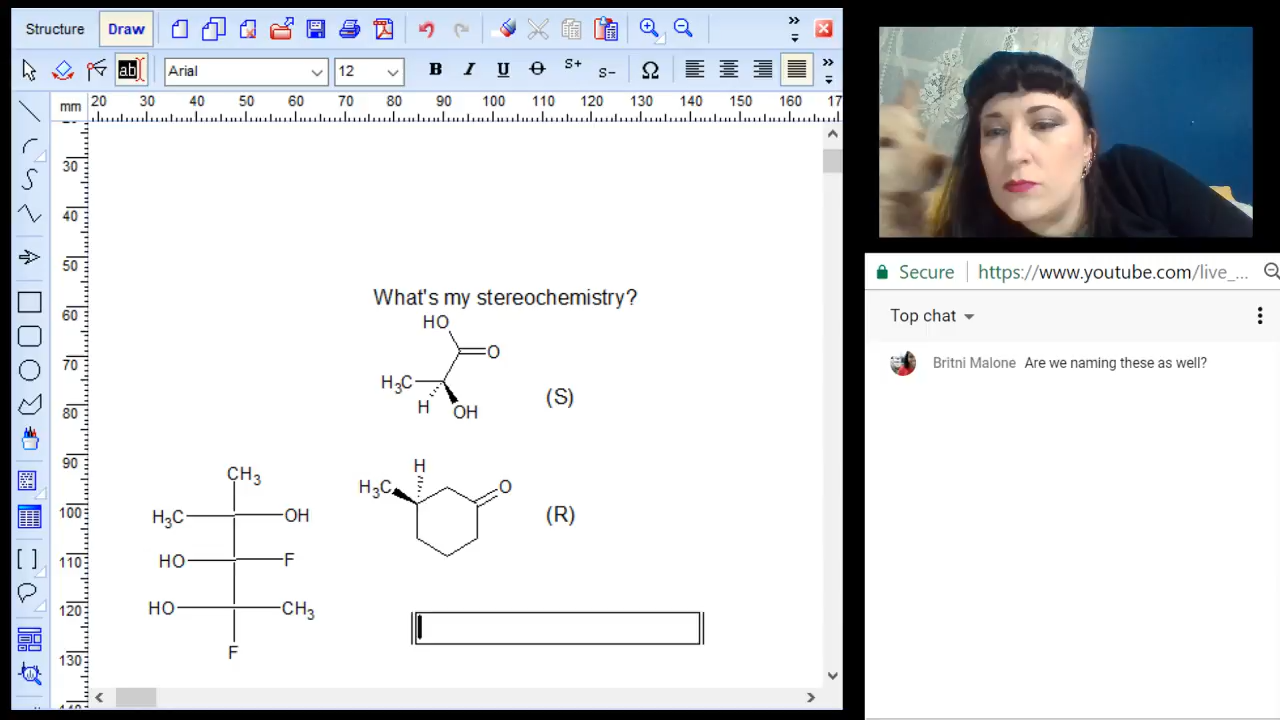 Structure Draw
ab Arial 12 B I U O S+ S– Ω
mm 20 30 40 50 60 70 80 90 100 110 120 130 140 150 160 17
30
40
50
60
70
80
90
100
110
120
130
What's my stereochemistry?
HO
O
H3C
H OH
(S)
H
H3C O
(R)
CH3
H3C OH
HO F
HO CH3
F
[ ]
Secure https://www.youtube.com/live_...
Top chat
Britni Malone Are we naming these as well?